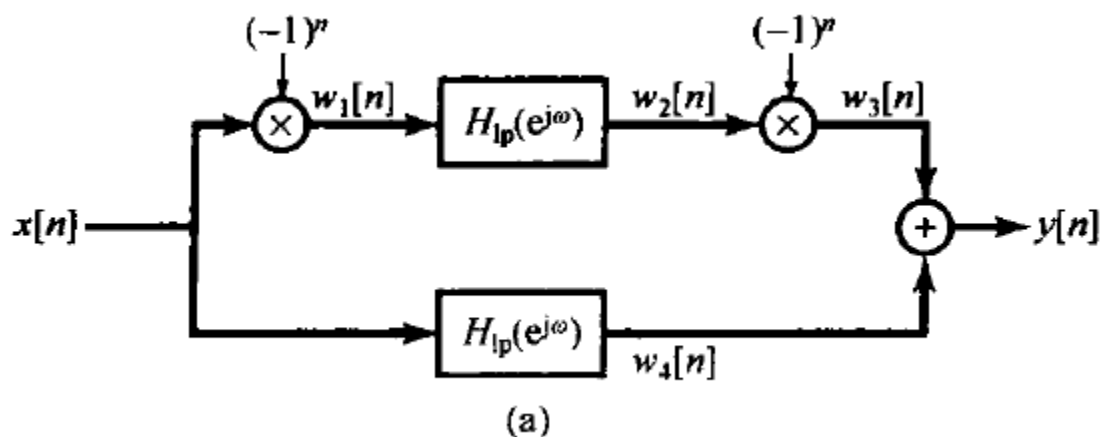 (−1)ⁿ (−1)ⁿ
w₁[n] w₂[n] w₃[n]
H_lp(e^jω)
x[n] y[n]
H_lp(e^jω)
w₄[n]
(a)